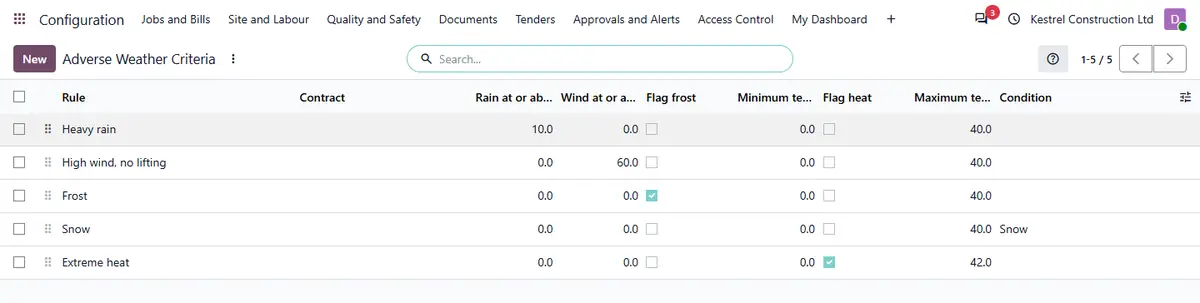 Configuration Jobs and Bills Site and Labour Quality and Safety Documents Tenders Approvals and Alerts Access Control My Dashboard + 3 Kestrel Construction Ltd D
New Adverse Weather Criteria Search... 1-5 / 5
Rule Contract Rain at or ab... Wind at or a... Flag frost Minimum te... Flag heat Maximum te... Condition
Heavy rain 10.0 0.0 0.0 40.0
High wind, no lifting 0.0 60.0 0.0 40.0
Frost 0.0 0.0 0.0 40.0
Snow 0.0 0.0 0.0 40.0 Snow
Extreme heat 0.0 0.0 0.0 42.0